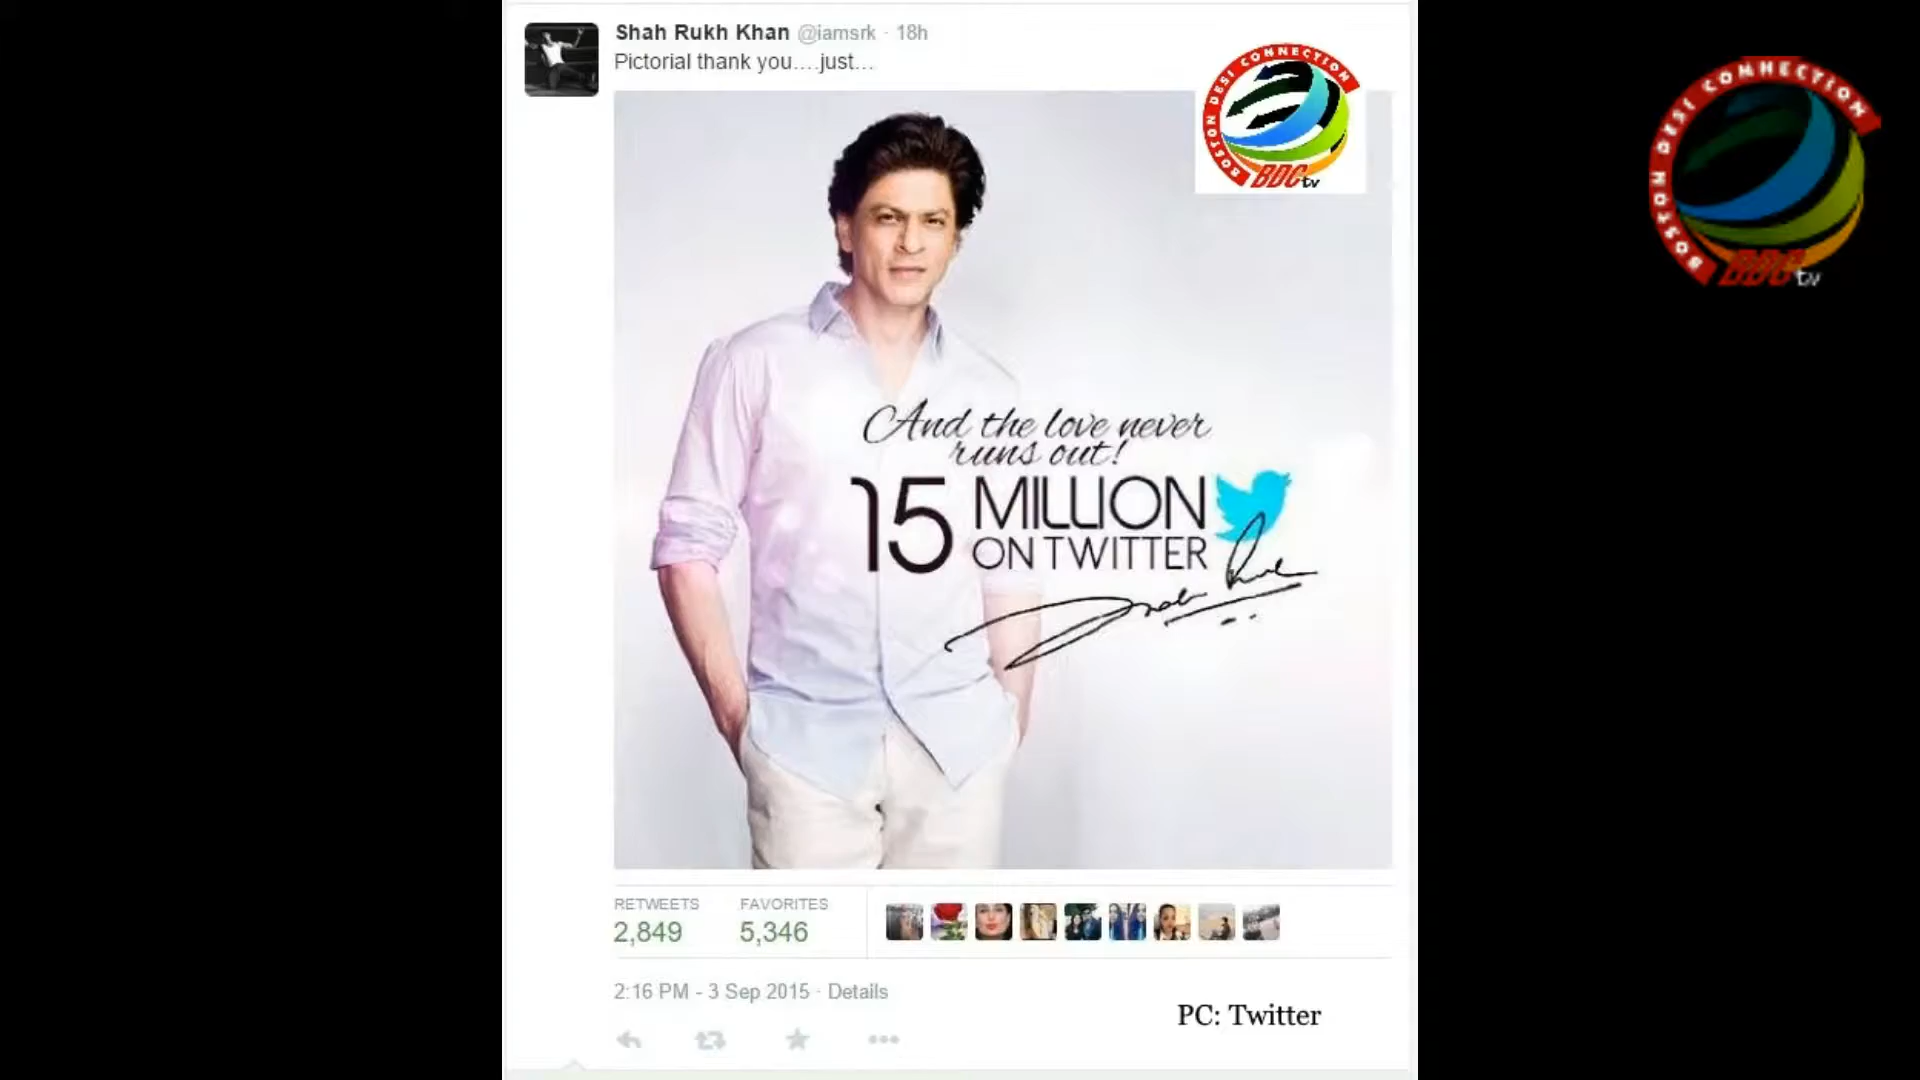 Shah Rukh Khan @iamsrk · 18h
Pictorial thank you....just...
BOSTON DESI CONNECTION
BDCtv
BOSTON DESI CONNECTION
BDCtv
And the love never
runs out!
15 MILLION
ON TWITTER
RETWEETS FAVORITES
2,849 5,346
2:16 PM - 3 Sep 2015 · Details
PC: Twitter